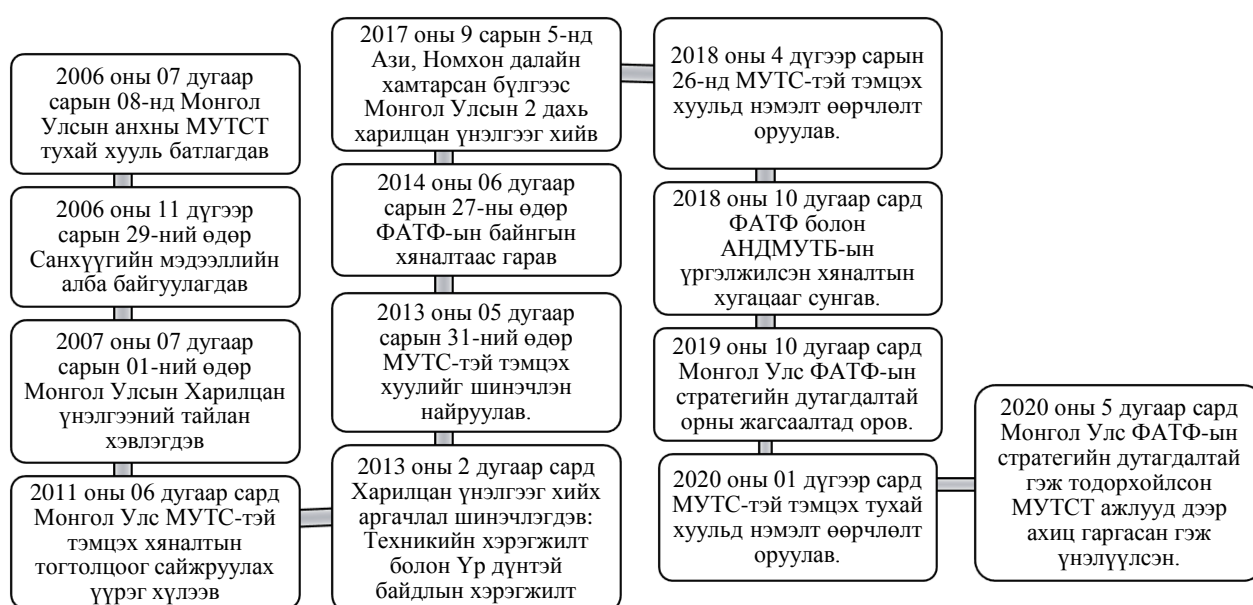 2006 оны 07 дугаар
сарын 08-нд Монгол
Улсын анхны МУТСТ
тухай хууль батлагдав
2006 оны 11 дүгээр
сарын 29-ний өдөр
Санхүүгийн мэдээллийн
алба байгуулагдав
2007 оны 07 дугаар
сарын 01-ний өдөр
Монгол Улсын Харилцан
үнэлгээний тайлан
хэвлэгдэв
2011 оны 06 дугаар сард
Монгол Улс МУТС-тэй
тэмцэх хяналтын
тогтолцоог сайжруулах
үүрэг хүлээв
2013 оны 2 дугаар сард
Харилцан үнэлгээг хийх
аргачлал шинэчлэгдэв:
Техникийн хэрэгжилт
болон Үр дүнтэй
байдлын хэрэгжилт
2013 оны 05 дугаар
сарын 31-ний өдөр
МУТС-тэй тэмцэх
хуулийг шинэчлэн
найруулав.
2014 оны 06 дугаар
сарын 27-ны өдөр
ФАТФ-ын байнгын
хяналтаас гарав
2017 оны 9 сарын 5-нд
Ази, Номхон далайн
хамтарсан бүлгээс
Монгол Улсын 2 дахь
харилцан үнэлгээг хийв
2018 оны 4 дүгээр сарын
26-нд МУТС-тэй тэмцэх
хуульд нэмэлт өөрчлөлт
оруулав.
2018 оны 10 дугаар сард
ФАТФ болон
АНДМУТБ-ын
үргэлжилсэн хяналтын
хугацааг сунгав.
2019 оны 10 дугаар сард
Монгол Улс ФАТФ-ын
стратегийн дутагдалтай
орны жагсаалтад оров.
2020 оны 01 дүгээр сард
МУТС-тэй тэмцэх тухай
хуульд нэмэлт өөрчлөлт
оруулав.
2020 оны 5 дугаар сард
Монгол Улс ФАТФ-ын
стратегийн дутагдалтай
гэж тодорхойлсон
МУТСТ ажлууд дээр
ахиц гаргасан гэж
үнэлүүлсэн.